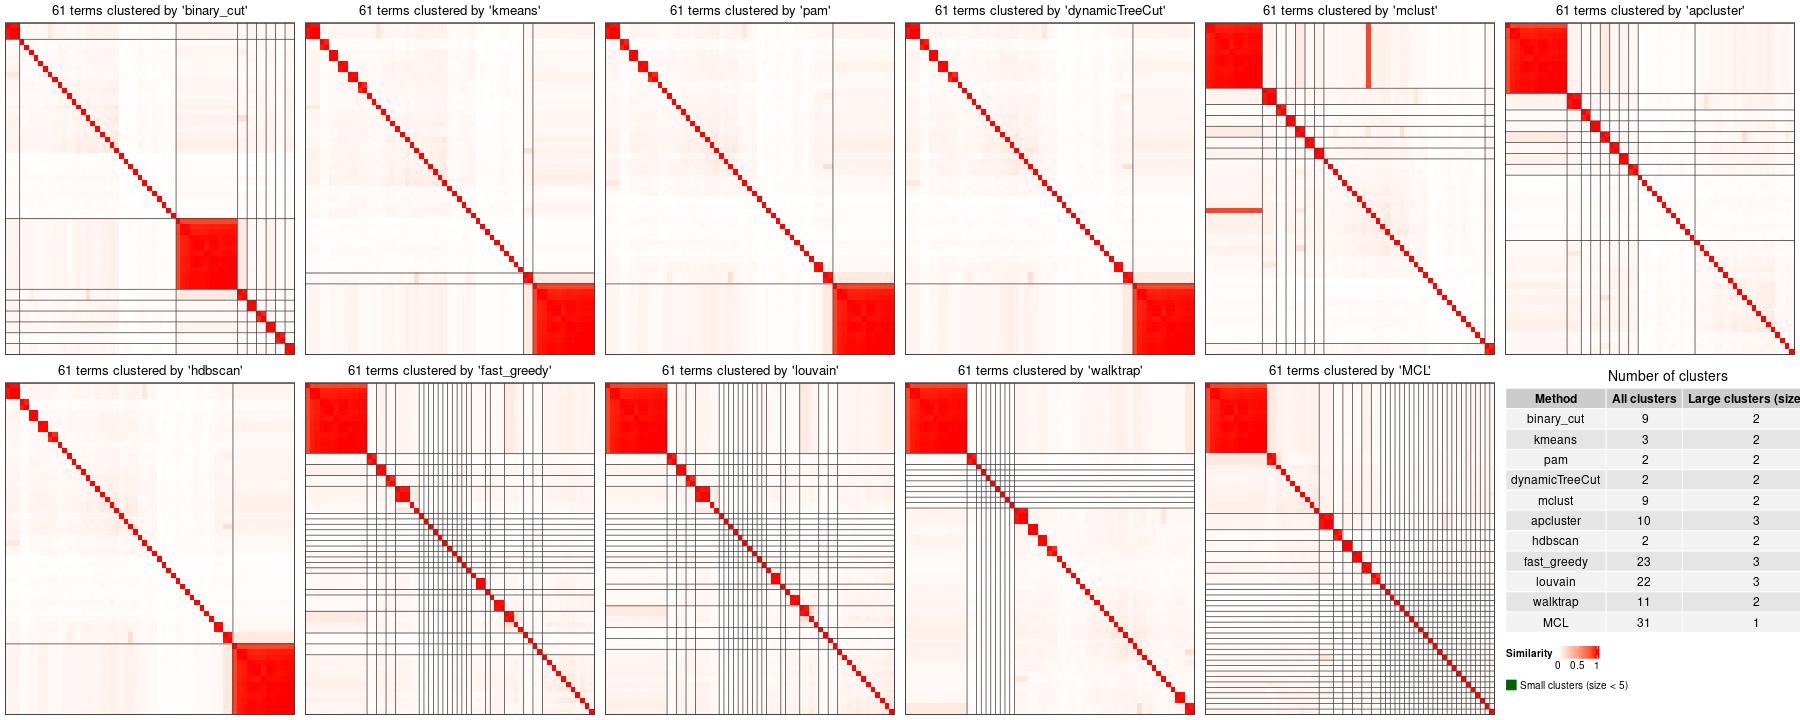 61 terms clustered by 'binary_cut'
61 terms clustered by 'kmeans'
61 terms clustered by 'pam'
61 terms clustered by 'dynamicTreeCut'
61 terms clustered by 'mclust'
61 terms clustered by 'apcluster'
61 terms clustered by 'hdbscan'
61 terms clustered by 'fast_greedy'
61 terms clustered by 'louvain'
61 terms clustered by 'walktrap'
61 terms clustered by 'MCL'
Number of clusters
Method All clusters Large clusters (size
binary_cut 9 2
kmeans 3 2
pam 2 2
dynamicTreeCut 2 2
mclust 9 2
apcluster 10 3
hdbscan 2 2
fast_greedy 23 3
louvain 22 3
walktrap 11 2
MCL 31 1
Similarity
0 0.5 1
Small clusters (size < 5)